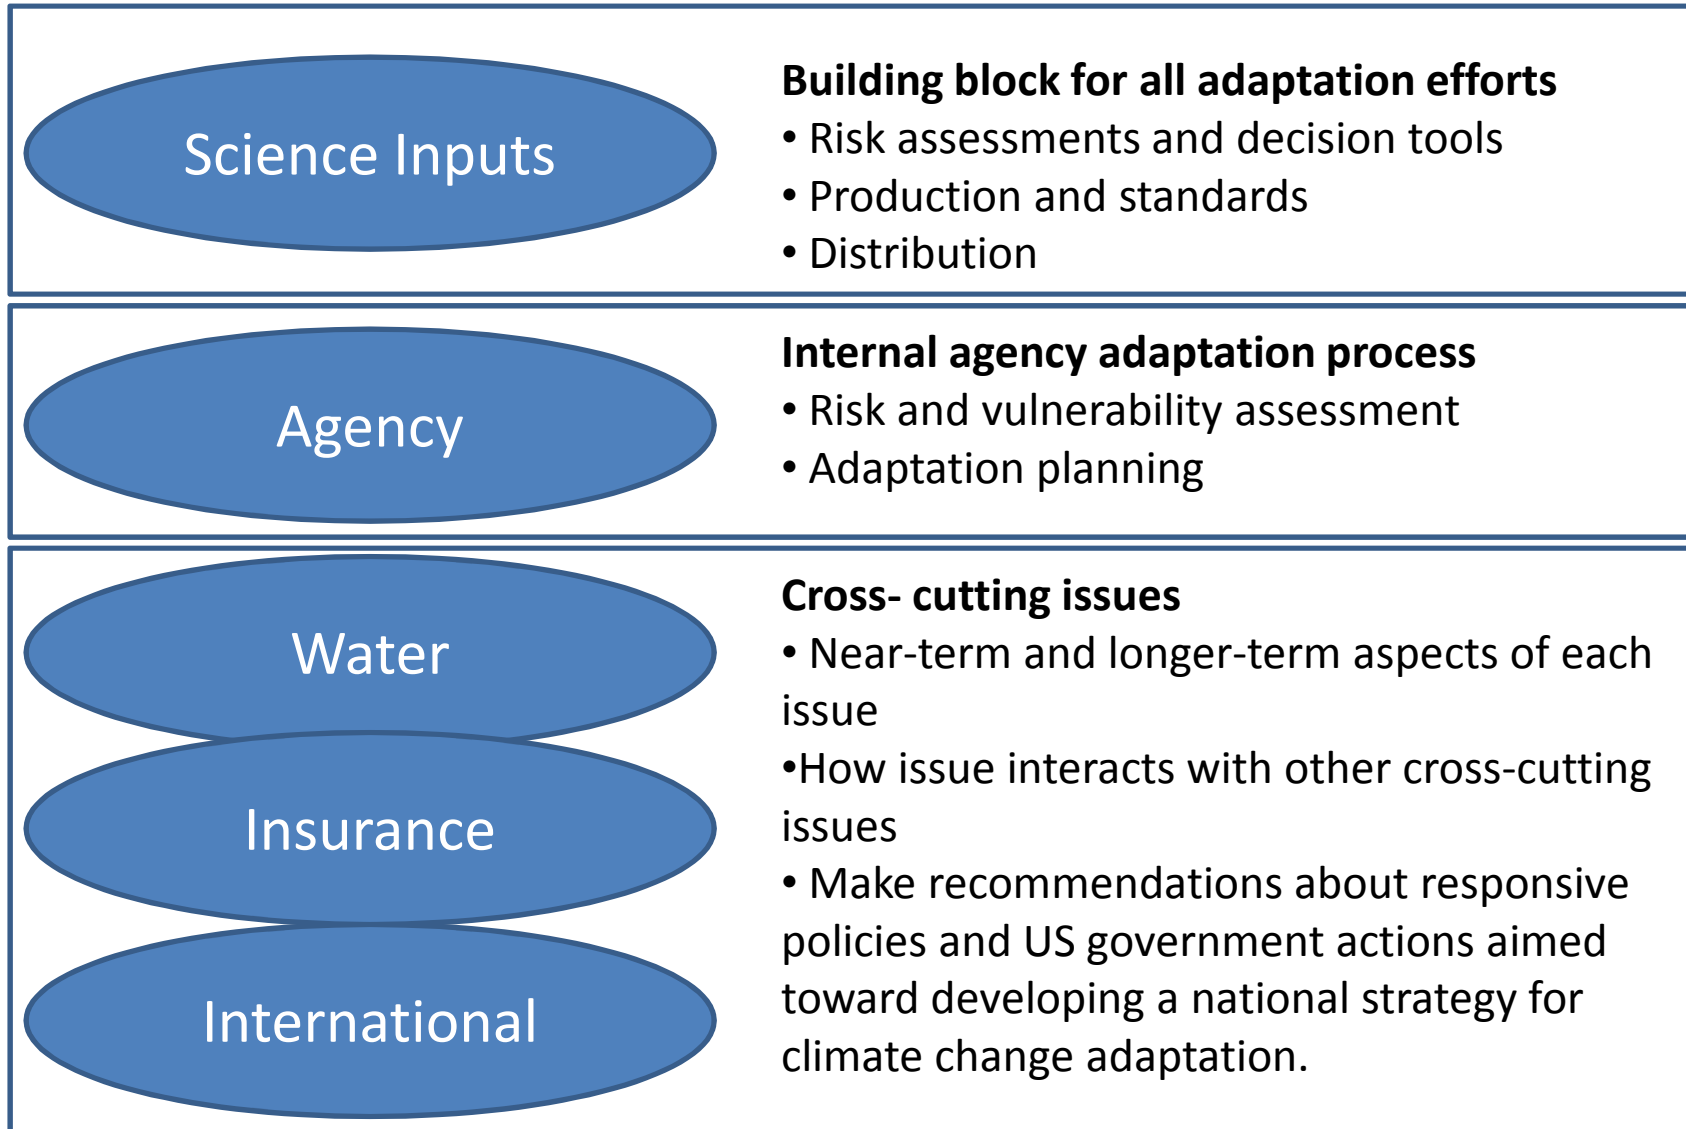 Science Inputs
Building block for all adaptation efforts
• Risk assessments and decision tools
• Production and standards
• Distribution
Agency
Internal agency adaptation process
• Risk and vulnerability assessment
• Adaptation planning
Water
Insurance
International
Cross- cutting issues
• Near-term and longer-term aspects of each
issue
•How issue interacts with other cross-cutting
issues
• Make recommendations about responsive
policies and US government actions aimed
toward developing a national strategy for
climate change adaptation.